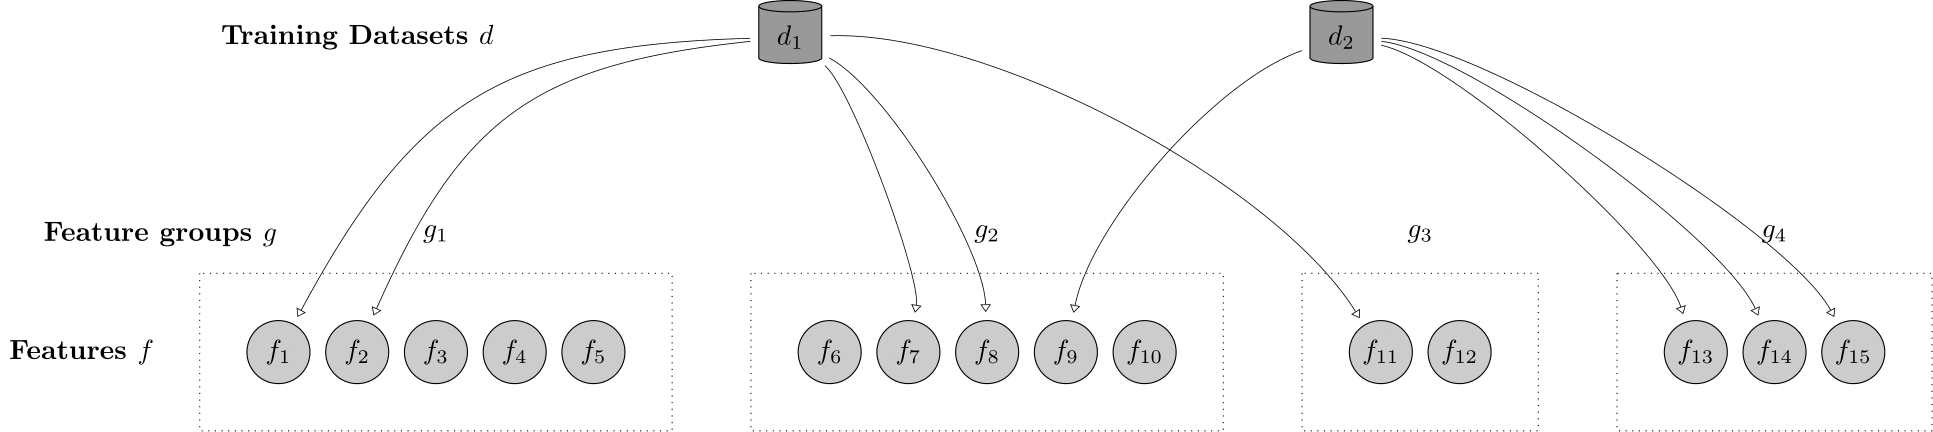 Training Datasets d
d1
d2
Feature groups g
g1
g2
g3
g4
Features f
f1 f2 f3 f4 f5 f6 f7 f8 f9 f10 f11 f12 f13 f14 f15